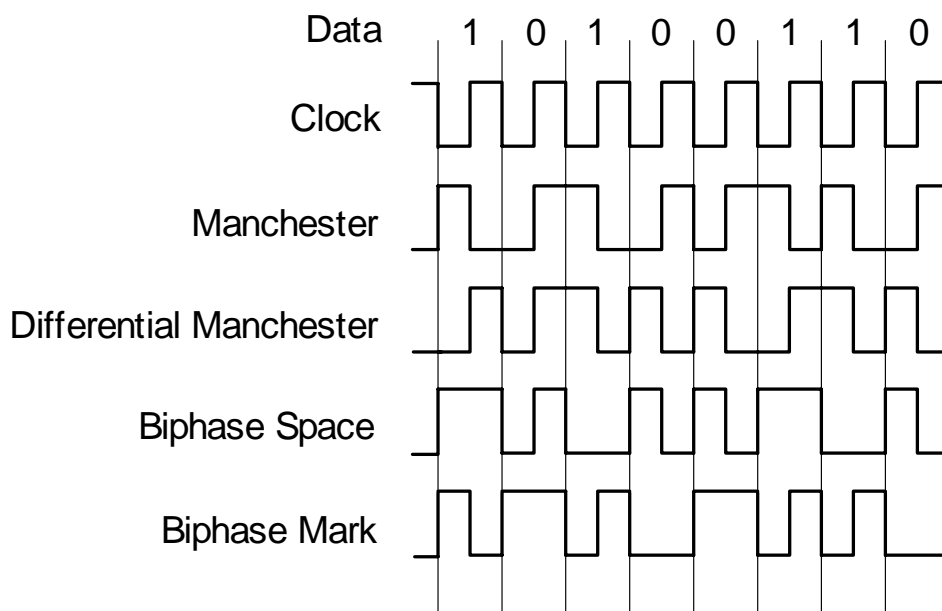 Data 1 0 1 0 0 1 1 0
Clock
Manchester
Differential Manchester
Biphase Space
Biphase Mark